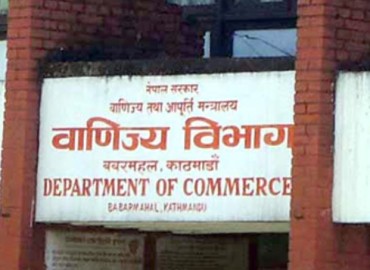 नेपाल सरकार
वाणिज्य तथा आपूर्ति मन्त्रालय
वाणिज्य विभाग
बबरमहल, काठमाडौँ
DEPARTMENT OF COMMERCE
BABARMAHAL, KATHMANDU